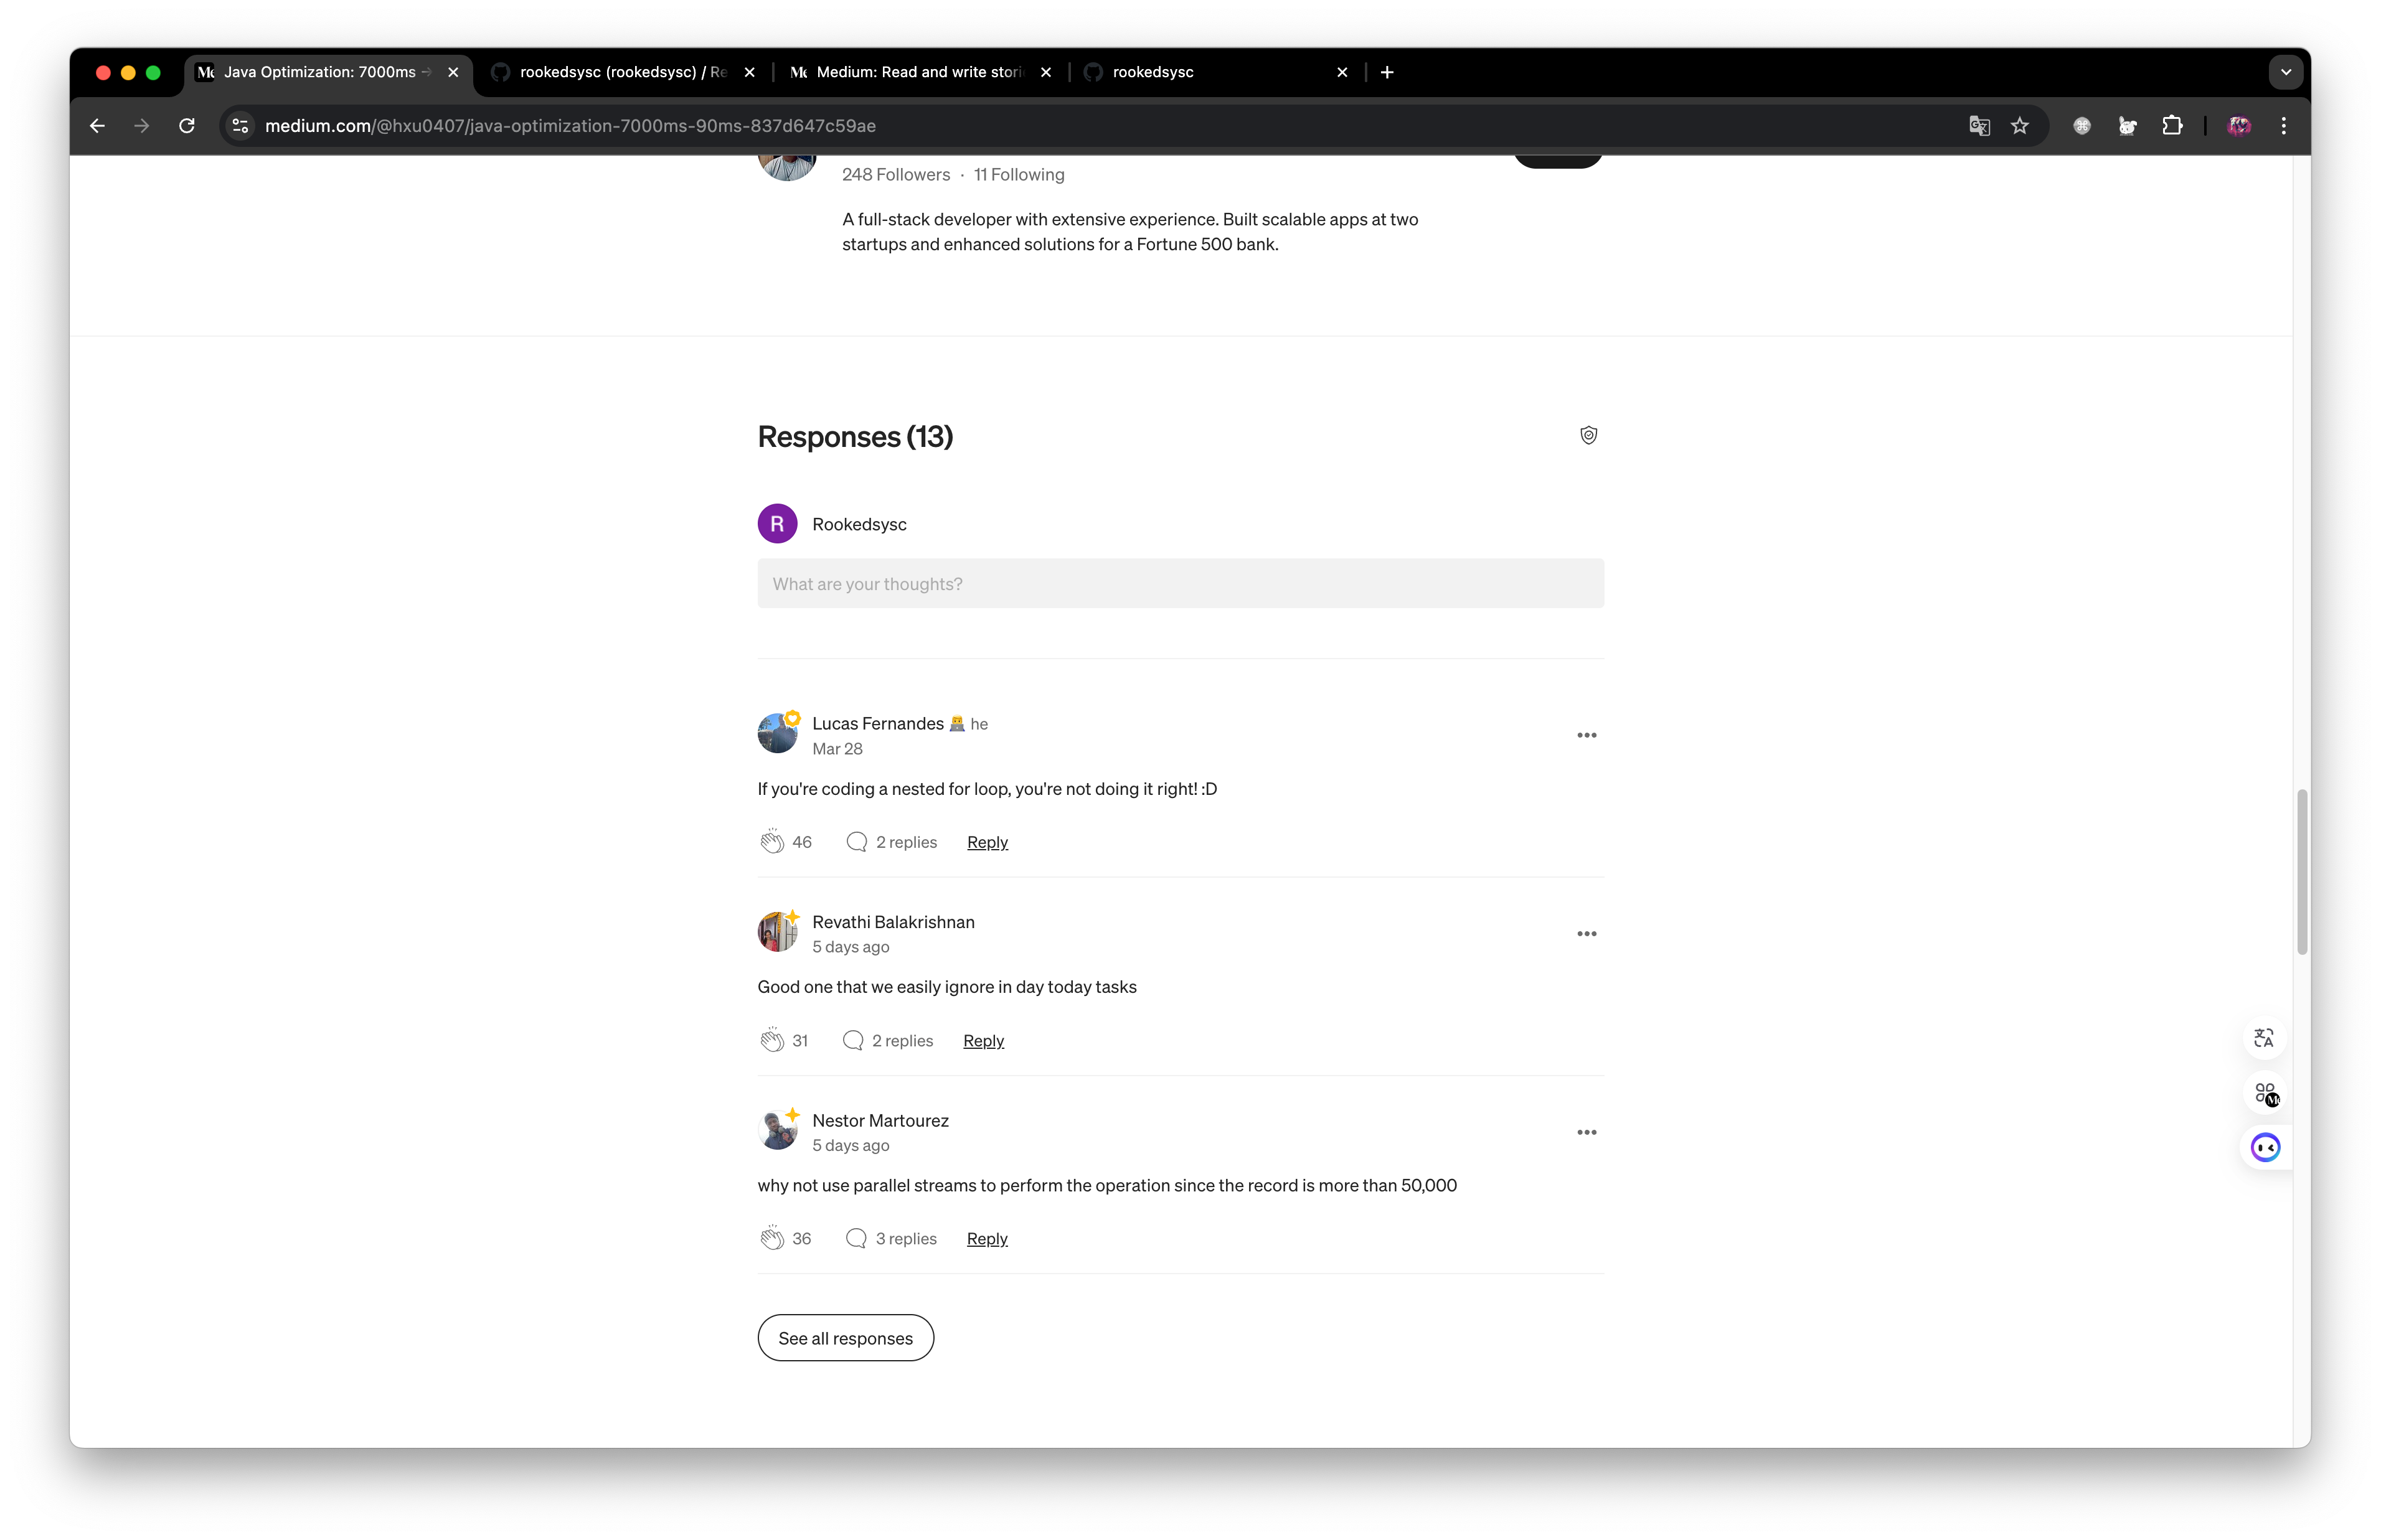 Java Optimization: 7000ms →
rookedsysc (rookedsysc) / Re
Medium: Read and write stori
rookedsysc
medium.com/@hxu0407/java-optimization-7000ms-90ms-837d647c59ae
248 Followers · 11 Following
A full-stack developer with extensive experience. Built scalable apps at two
startups and enhanced solutions for a Fortune 500 bank.
Responses (13)
R
Rookedsysc
What are your thoughts?
Lucas Fernandes 👨‍💻 he
Mar 28
If you're coding a nested for loop, you're not doing it right! :D
46 2 replies Reply
Revathi Balakrishnan
5 days ago
Good one that we easily ignore in day today tasks
31 2 replies Reply
Nestor Martourez
5 days ago
why not use parallel streams to perform the operation since the record is more than 50,000
36 3 replies Reply
See all responses